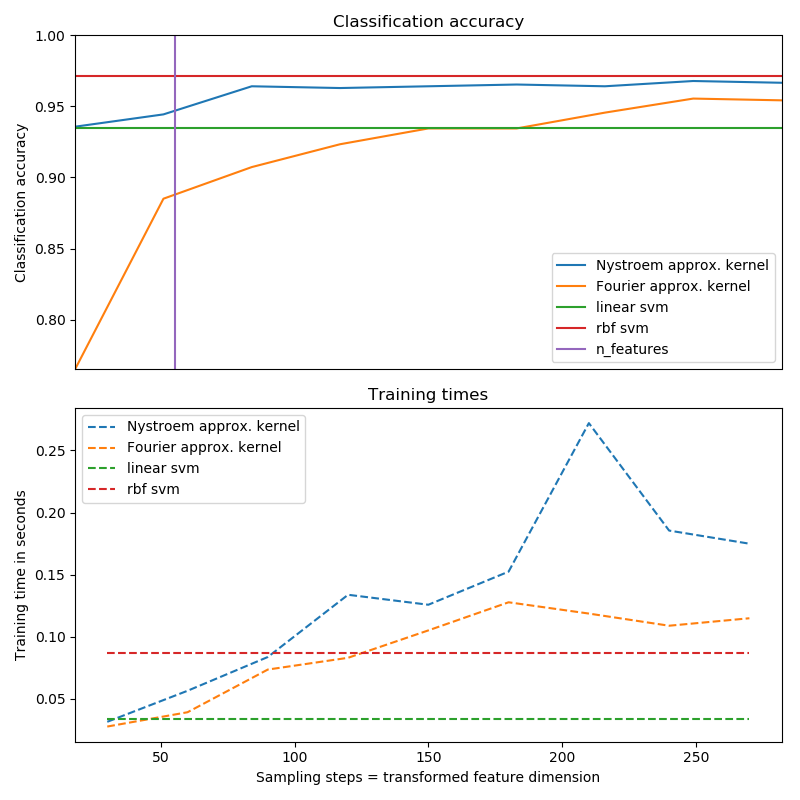 Classification accuracy
1.00
0.95
0.90
0.85
0.80
Classification accuracy
Nystroem approx. kernel
Fourier approx. kernel
linear svm
rbf svm
n_features
Training times
0.25
0.20
0.15
0.10
0.05
Training time in seconds
Nystroem approx. kernel
Fourier approx. kernel
linear svm
rbf svm
50 100 150 200 250
Sampling steps = transformed feature dimension